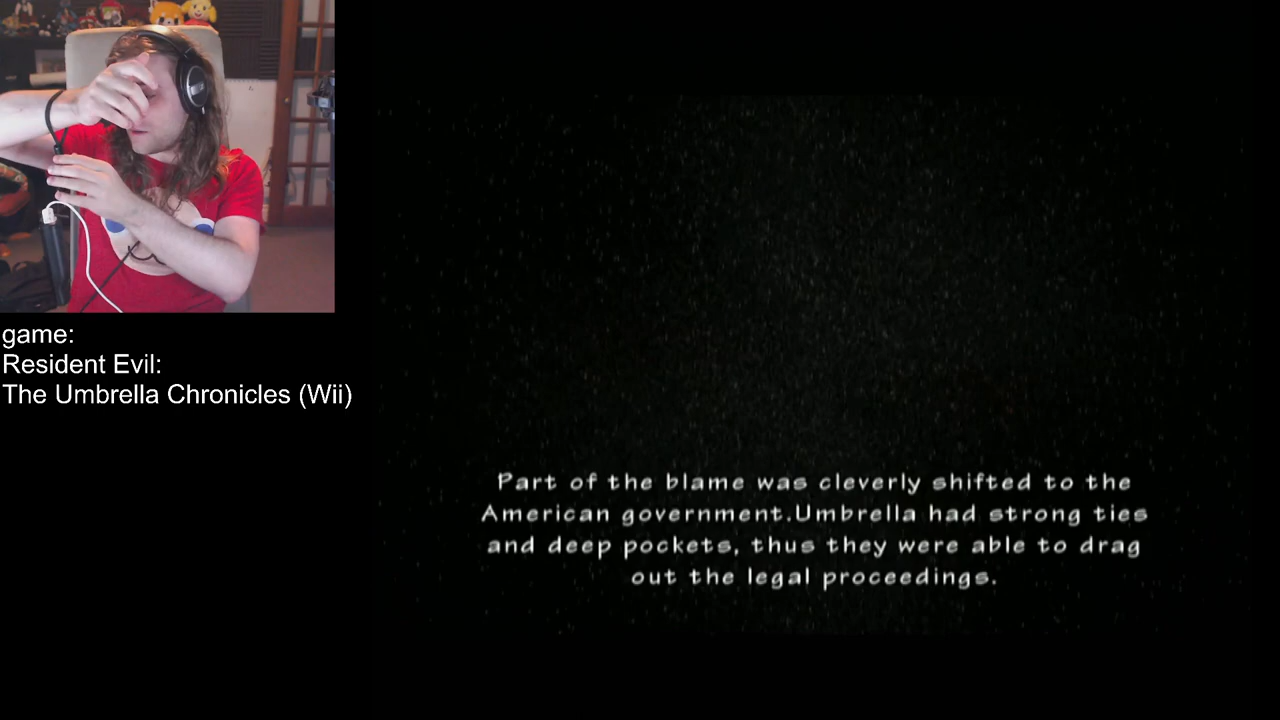 game:
Resident Evil:
The Umbrella Chronicles (Wii)
Part of the blame was cleverly shifted to the
American government.Umbrella had strong ties
and deep pockets, thus they were able to drag
out the legal proceedings.